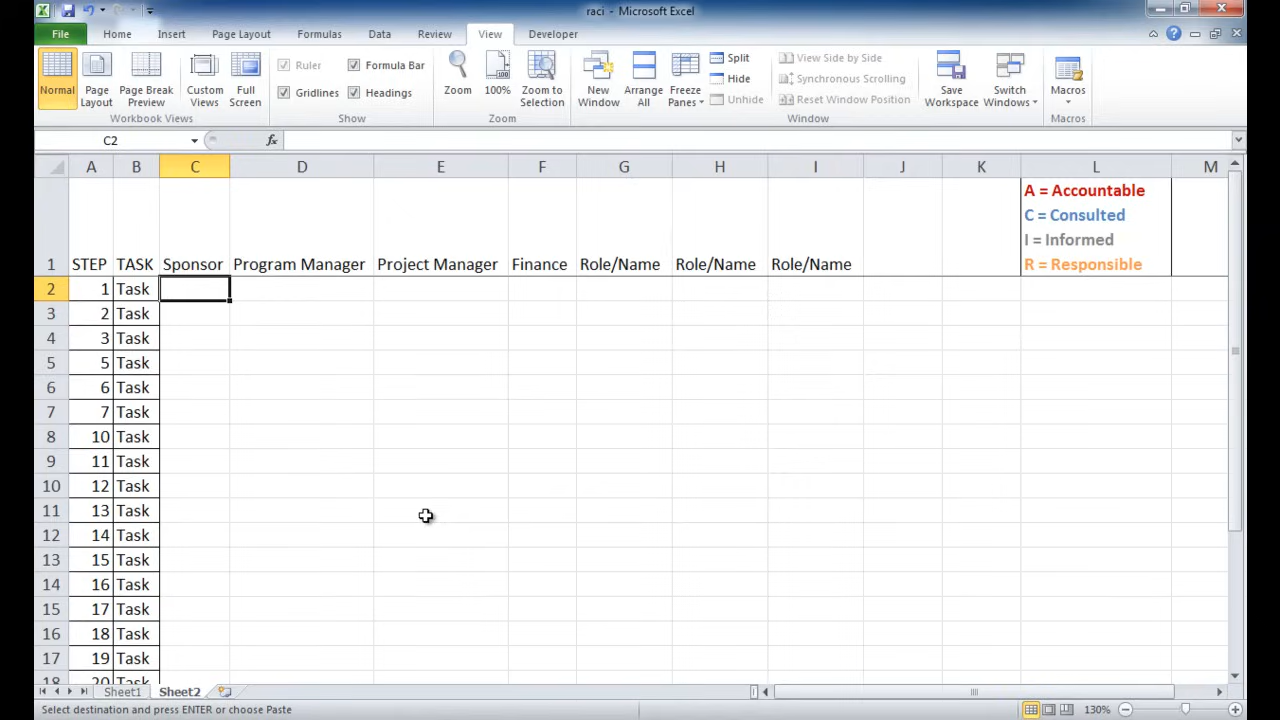 raci - Microsoft Excel
File Home Insert Page Layout Formulas Data Review View Developer
Normal
Page Layout
Page Break Preview
Custom Views
Full Screen
Workbook Views
Ruler
Formula Bar
Gridlines
Headings
Show
Zoom
100%
Zoom to Selection
Zoom
New Window
Arrange All
Freeze Panes
Split
Hide
Unhide
View Side by Side
Synchronous Scrolling
Reset Window Position
Window
Save Workspace
Switch Windows
Macros
Macros
C2 fx
A B C D E F G H I J K L M
A = Accountable
C = Consulted
I = Informed
1 STEP TASK Sponsor Program Manager Project Manager Finance Role/Name Role/Name Role/Name R = Responsible
2 1 Task
3 2 Task
4 3 Task
5 5 Task
6 6 Task
7 7 Task
8 10 Task
9 11 Task
10 12 Task
11 13 Task
12 14 Task
13 15 Task
14 16 Task
15 17 Task
16 18 Task
17 19 Task
18 20 Task
Sheet1 Sheet2
Select destination and press ENTER or choose Paste 130%